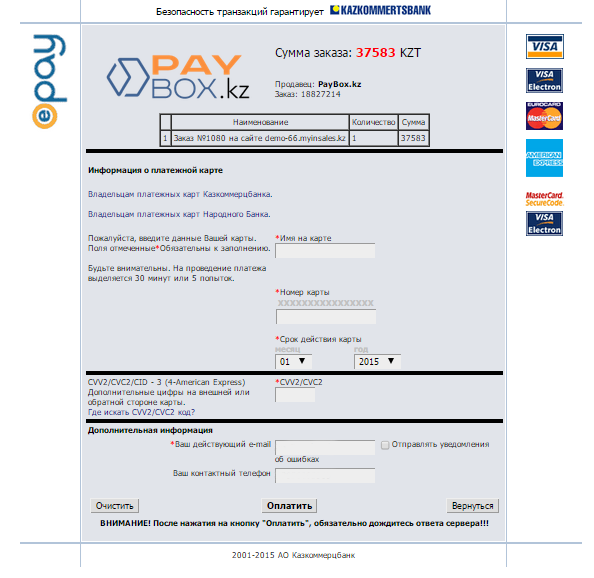 Безопасность транзакций гарантирует KAZKOMMERTSBANK
epay
PAY
BOX.kz
Сумма заказа: 37583 KZT
Продавец: PayBox.kz
Заказ: 18827214
Наименование Количество Сумма
1 Заказ №1080 на сайте demo-66.myinsales.kz 1 37583
VISA
VISA
Electron
EUROCARD
MasterCard
AMERICAN
EXPRESS
MasterCard.
SecureCode.
VISA
Electron
Информация о платежной карте
Владельцам платежных карт Казкоммерцбанка.
Владельцам платежных карт Народного Банка.
Пожалуйста, введите данные Вашей карты.
Поля отмеченные*Обязательны к заполнению.
*Имя на карте
Будьте внимательны. На проведение платежа
выделяется 30 минут или 5 попыток.
*Номер карты
XXXXXXXXXXXXXXXX
*Срок действия карты
месяц год
01 2015
CVV2/CVC2/CID - 3 (4-American Express)
Дополнительные цифры на внешней или
обратной стороне карты.
Где искать CVV2/CVC2 код?
*CVV2/CVC2
Дополнительная информация
*Ваш действующий e-mail Отправлять уведомления
об ошибках
Ваш контактный телефон
Очистить Оплатить Вернуться
ВНИМАНИЕ! После нажатия на кнопку "Оплатить", обязательно дождитесь ответа сервера!!!
2001-2015 АО Казкоммерцбанк